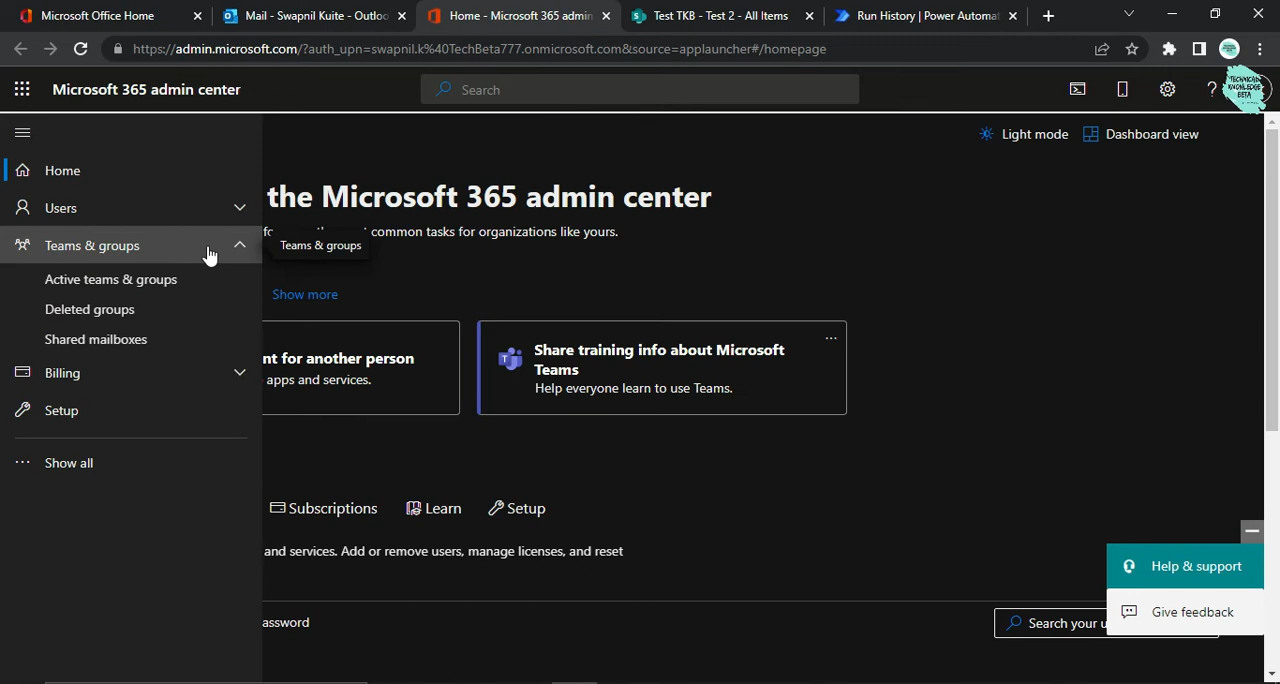 Microsoft Office Home
Mail - Swapnil Kuite - Outloo
Home - Microsoft 365 admin
Test TKB - Test 2 - All Items
Run History | Power Automat
https://admin.microsoft.com/?auth_upn=swapnil.k%40TechBeta777.onmicrosoft.com&source=applauncher#/homepage
Microsoft 365 admin center
Search
?
TECHNICAL
KNOWLEDGE
BETA
Light mode
Dashboard view
Home
Users
Teams & groups
Teams & groups
Active teams & groups
Deleted groups
Shared mailboxes
Billing
Setup
Show all
the Microsoft 365 admin center
common tasks for organizations like yours.
Show more
nt for another person
apps and services.
Share training info about Microsoft
Teams
Help everyone learn to use Teams.
Subscriptions
Learn
Setup
and services. Add or remove users, manage licenses, and reset
assword
Search your u
Help & support
Give feedback